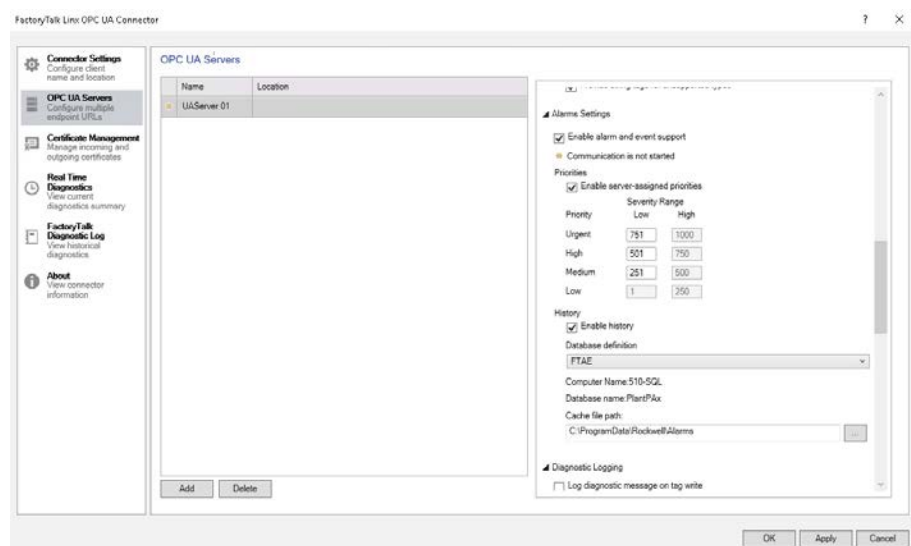 FactoryTalk Linx OPC UA Connector
Connector Settings
Configure client
name and location
OPC UA Servers
Configure multiple
endpoint URLs
Certificate Management
Manage incoming and
outgoing certificates
Real Time
Diagnostics
View current
diagnostics summary
FactoryTalk
Diagnostic Log
View historical
diagnostics
About
View connector
information
OPC UA Servers
Name Location
UAServer 01
Add Delete
Alarms Settings
Enable alarm and event support
Communication is not started
Priorities
Enable server-assigned priorities
Severity Range
Priority Low High
Urgent 751 1000
High 501 750
Medium 251 500
Low 1 250
History
Enable history
Database definition
FTAE
Computer Name:510-SQL
Database name:PlantPAx
Cache file path:
C:\ProgramData\Rockwell\Alarms
...
Diagnostic Logging
Log diagnostic message on tag write
OK Apply Cancel